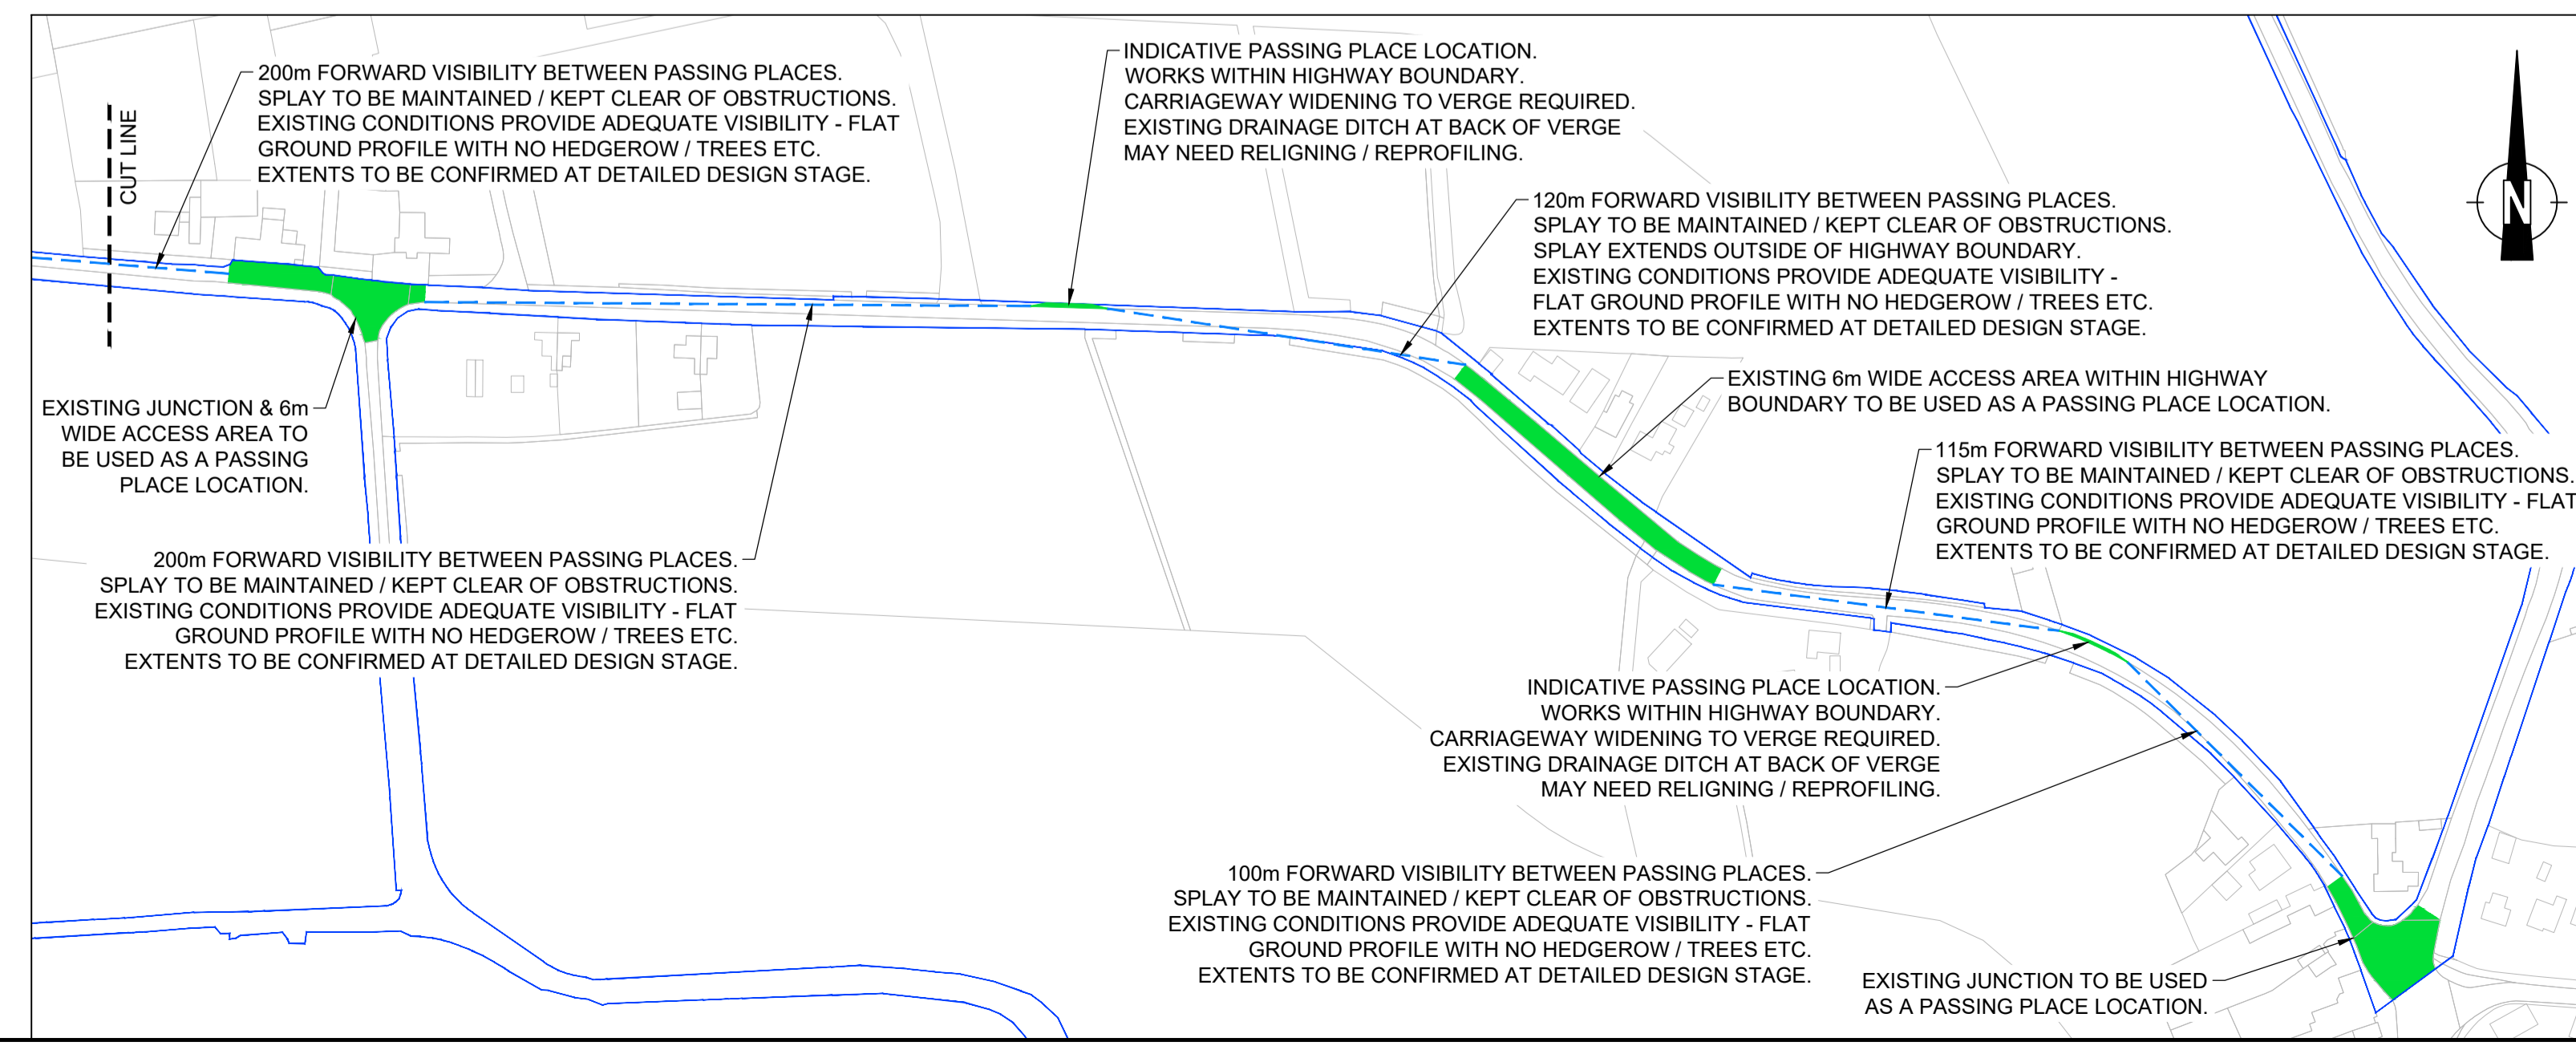 200m FORWARD VISIBILITY BETWEEN PASSING PLACES.
SPLAY TO BE MAINTAINED / KEPT CLEAR OF OBSTRUCTIONS.
EXISTING CONDITIONS PROVIDE ADEQUATE VISIBILITY - FLAT
GROUND PROFILE WITH NO HEDGEROW / TREES ETC.
EXTENTS TO BE CONFIRMED AT DETAILED DESIGN STAGE.
CUT LINE
INDICATIVE PASSING PLACE LOCATION.
WORKS WITHIN HIGHWAY BOUNDARY.
CARRIAGEWAY WIDENING TO VERGE REQUIRED.
EXISTING DRAINAGE DITCH AT BACK OF VERGE
MAY NEED RELIGNING / REPROFILING.
N
120m FORWARD VISIBILITY BETWEEN PASSING PLACES.
SPLAY TO BE MAINTAINED / KEPT CLEAR OF OBSTRUCTIONS.
SPLAY EXTENDS OUTSIDE OF HIGHWAY BOUNDARY.
EXISTING CONDITIONS PROVIDE ADEQUATE VISIBILITY -
FLAT GROUND PROFILE WITH NO HEDGEROW / TREES ETC.
EXTENTS TO BE CONFIRMED AT DETAILED DESIGN STAGE.
EXISTING 6m WIDE ACCESS AREA WITHIN HIGHWAY
BOUNDARY TO BE USED AS A PASSING PLACE LOCATION.
EXISTING JUNCTION & 6m
WIDE ACCESS AREA TO
BE USED AS A PASSING
PLACE LOCATION.
115m FORWARD VISIBILITY BETWEEN PASSING PLACES.
SPLAY TO BE MAINTAINED / KEPT CLEAR OF OBSTRUCTIONS.
EXISTING CONDITIONS PROVIDE ADEQUATE VISIBILITY - FLAT
GROUND PROFILE WITH NO HEDGEROW / TREES ETC.
EXTENTS TO BE CONFIRMED AT DETAILED DESIGN STAGE.
200m FORWARD VISIBILITY BETWEEN PASSING PLACES.
SPLAY TO BE MAINTAINED / KEPT CLEAR OF OBSTRUCTIONS.
EXISTING CONDITIONS PROVIDE ADEQUATE VISIBILITY - FLAT
GROUND PROFILE WITH NO HEDGEROW / TREES ETC.
EXTENTS TO BE CONFIRMED AT DETAILED DESIGN STAGE.
INDICATIVE PASSING PLACE LOCATION.
WORKS WITHIN HIGHWAY BOUNDARY.
CARRIAGEWAY WIDENING TO VERGE REQUIRED.
EXISTING DRAINAGE DITCH AT BACK OF VERGE
MAY NEED RELIGNING / REPROFILING.
100m FORWARD VISIBILITY BETWEEN PASSING PLACES.
SPLAY TO BE MAINTAINED / KEPT CLEAR OF OBSTRUCTIONS.
EXISTING CONDITIONS PROVIDE ADEQUATE VISIBILITY - FLAT
GROUND PROFILE WITH NO HEDGEROW / TREES ETC.
EXTENTS TO BE CONFIRMED AT DETAILED DESIGN STAGE.
EXISTING JUNCTION TO BE USED
AS A PASSING PLACE LOCATION.